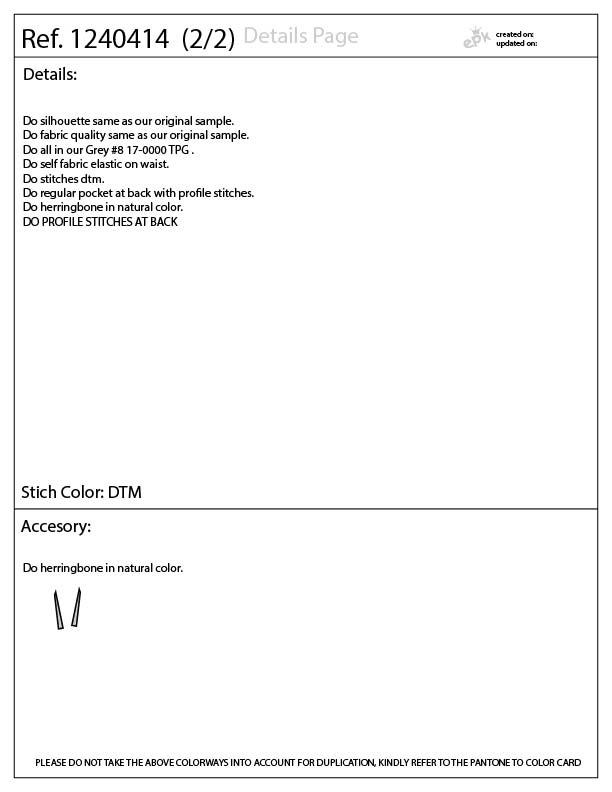 Ref. 1240414 (2/2) Details Page
epk
created on:
updated on:
Details:
Do silhouette same as our original sample.
Do fabric quality same as our original sample.
Do all in our Grey #8 17-0000 TPG .
Do self fabric elastic on waist.
Do stitches dtm.
Do regular pocket at back with profile stitches.
Do herringbone in natural color.
DO PROFILE STITCHES AT BACK
Stich Color: DTM
Accesory:
Do herringbone in natural color.
PLEASE DO NOT TAKE THE ABOVE COLORWAYS INTO ACCOUNT FOR DUPLICATION, KINDLY REFER TO THE PANTONE TO COLOR CARD